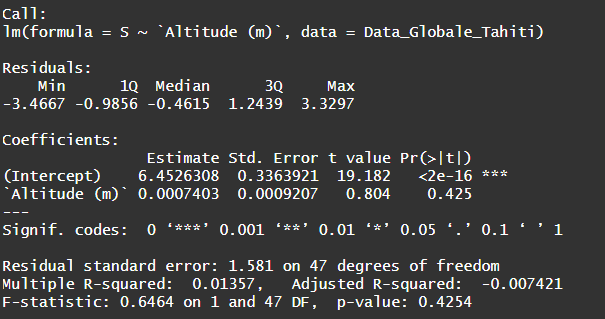 Call:
lm(formula = S ~ `Altitude (m)`, data = Data_Globale_Tahiti)
Residuals:
Min 1Q Median 3Q Max
-3.4667 -0.9856 -0.4615 1.2439 3.3297
Coefficients:
Estimate Std. Error t value Pr(>|t|)
(Intercept) 6.4526308 0.3363921 19.182 <2e-16 ***
`Altitude (m)` 0.0007403 0.0009207 0.804 0.425
---
Signif. codes: 0 ‘***’ 0.001 ‘**’ 0.01 ‘*’ 0.05 ‘.’ 0.1 ‘ ’ 1
Residual standard error: 1.581 on 47 degrees of freedom
Multiple R-squared: 0.01357, Adjusted R-squared: -0.007421
F-statistic: 0.6464 on 1 and 47 DF, p-value: 0.4254